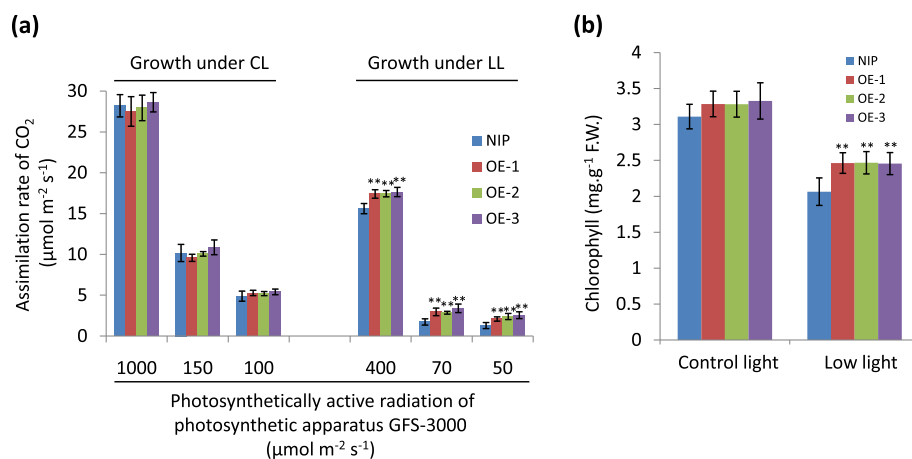 (a)
Growth under CL
Growth under LL
Assimilation rate of CO₂
(µmol m⁻² s⁻¹)
30
25
20
15
10
5
0
NIP
OE-1
OE-2
OE-3
** ** **
** ** **
** ** **
1000 150 100 400 70 50
Photosynthetically active radiation of
photosynthetic apparatus GFS-3000
(µmol m⁻² s⁻¹)
(b)
Chlorophyll (mg.g⁻¹ F.W.)
4
3.5
3
2.5
2
1.5
1
0.5
0
NIP
OE-1
OE-2
OE-3
** ** **
Control light Low light